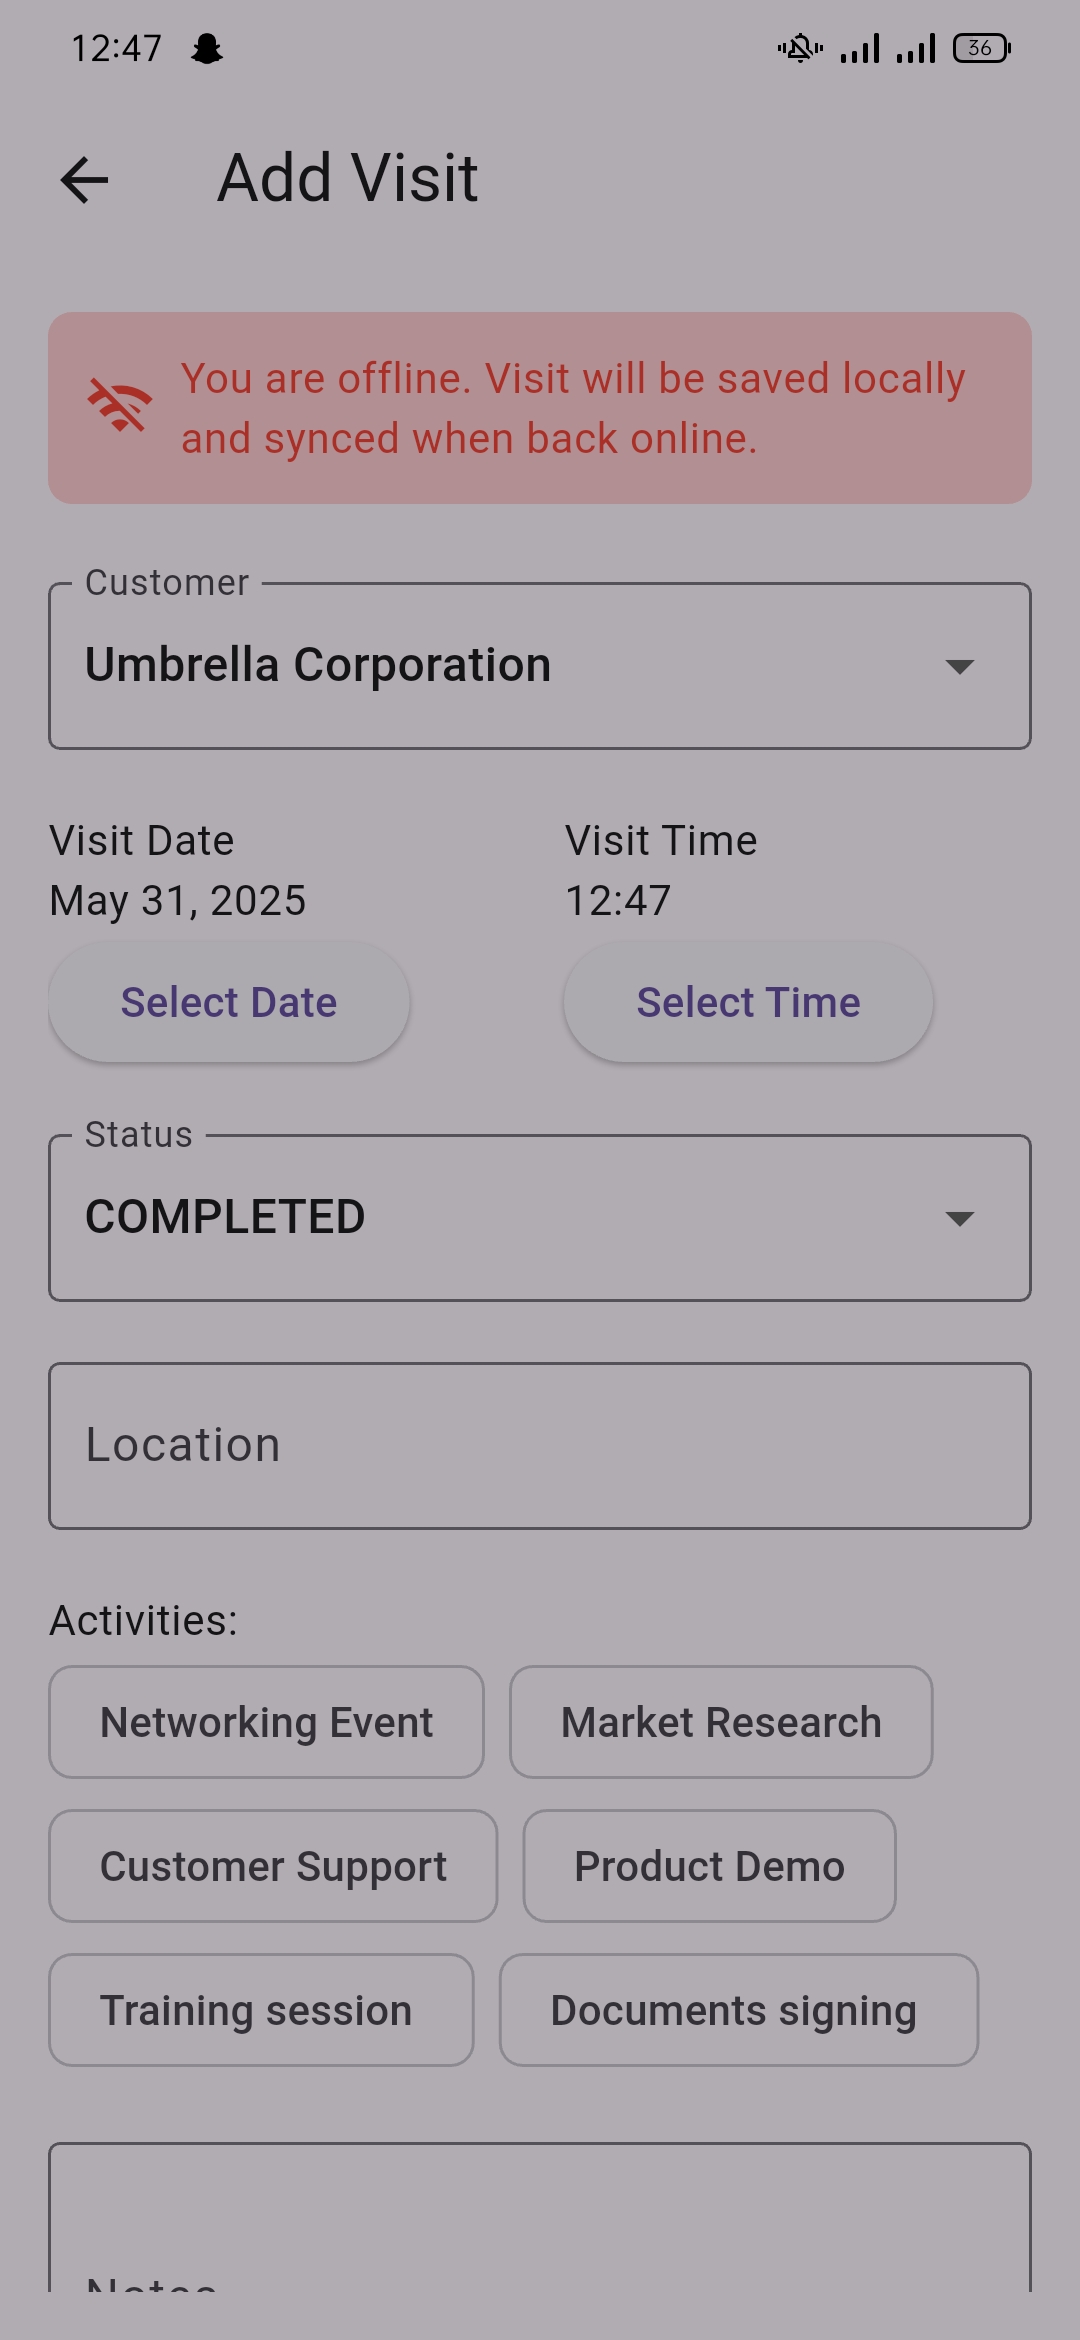 12:47
36
Add Visit
You are offline. Visit will be saved locally
and synced when back online.
Customer
Umbrella Corporation
Visit Date
Visit Time
May 31, 2025
12:47
Select Date
Select Time
Status
COMPLETED
Location
Activities:
Networking Event
Market Research
Customer Support
Product Demo
Training session
Documents signing
Notes